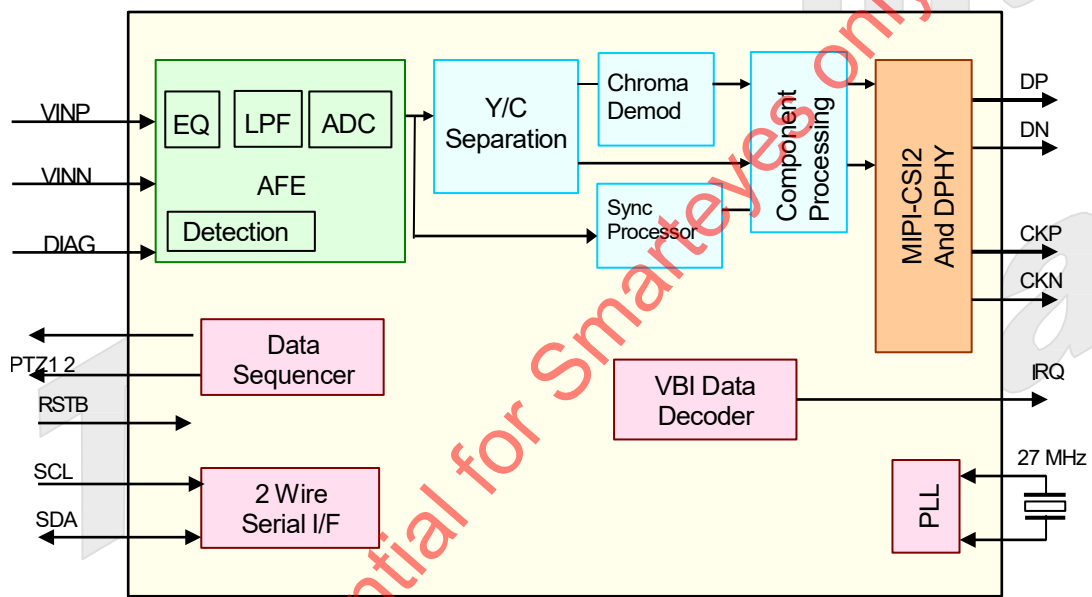 VINP
VINN
DIAG
EQ
LPF
ADC
AFE
Detection
Y/C
Separation
Chroma
Demod
Sync
Processor
Component
Processing
MIPI-CSI2
And DPHY
DP
DN
CKP
CKN
PTZ1 2
RSTB
SCL
SDA
Data
Sequencer
2 Wire
Serial I/F
VBI Data
Decoder
IRQ
PLL
27 MHz
ntial for Smarteyes only